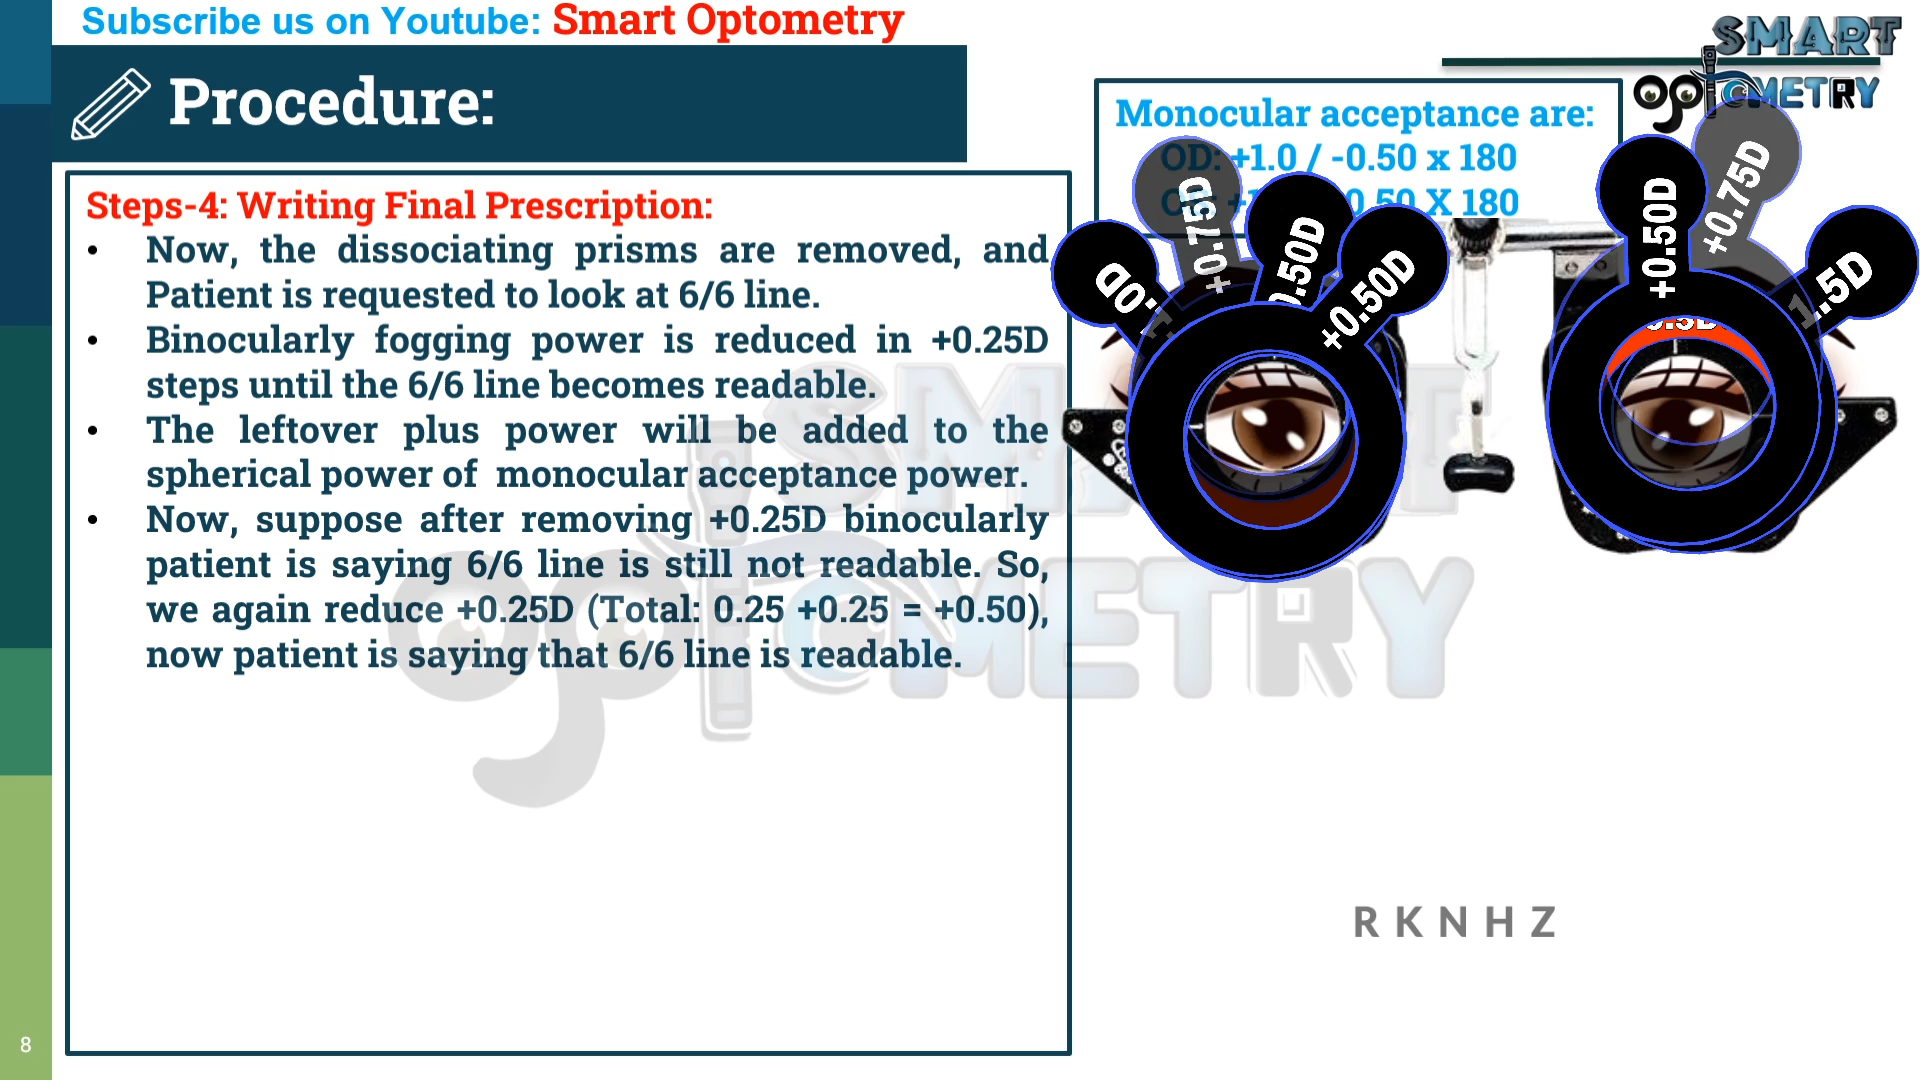 Subscribe us on Youtube: Smart Optometry
SMART
OPTOMETRY
Procedure:
Monocular acceptance are:
OD: +1.0 / -0.50 x 180
0.50 X 180
Steps-4: Writing Final Prescription:
• Now, the dissociating prisms are removed, and
Patient is requested to look at 6/6 line.
• Binocularly fogging power is reduced in +0.25D
steps until the 6/6 line becomes readable.
• The leftover plus power will be added to the
spherical power of monocular acceptance power.
• Now, suppose after removing +0.25D binocularly
patient is saying 6/6 line is still not readable. So,
we again reduce +0.25D (Total: 0.25 +0.25 = +0.50),
now patient is saying that 6/6 line is readable.
+0.75D
0.50D
+0.50D
+0.50D
+0.75D
1.5D
SMART
OPTOMETRY
R K N H Z
8